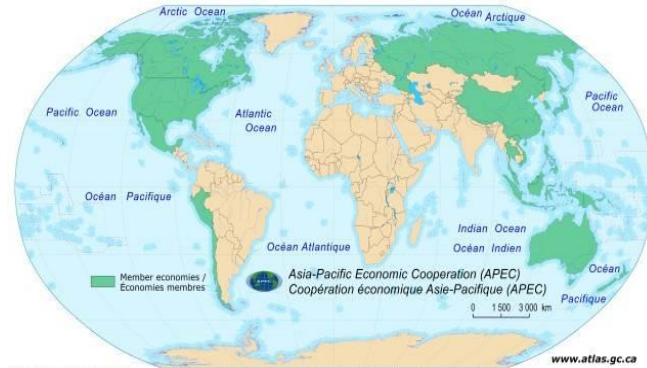 Arctic Ocean
Océan
Arctique
Pacific Ocean
Atlantic
Ocean
Pacific
Ocean
Océan Pacifique
Indian Ocean
Océan Indien
Océan Atlantique
Océan
Pacifique
Member economies /
Économies membres
APEC
Asia-Pacific Economic Cooperation (APEC)
Coopération économique Asie-Pacifique (APEC)
0 1 500 3 000 km
www.atlas.gc.ca